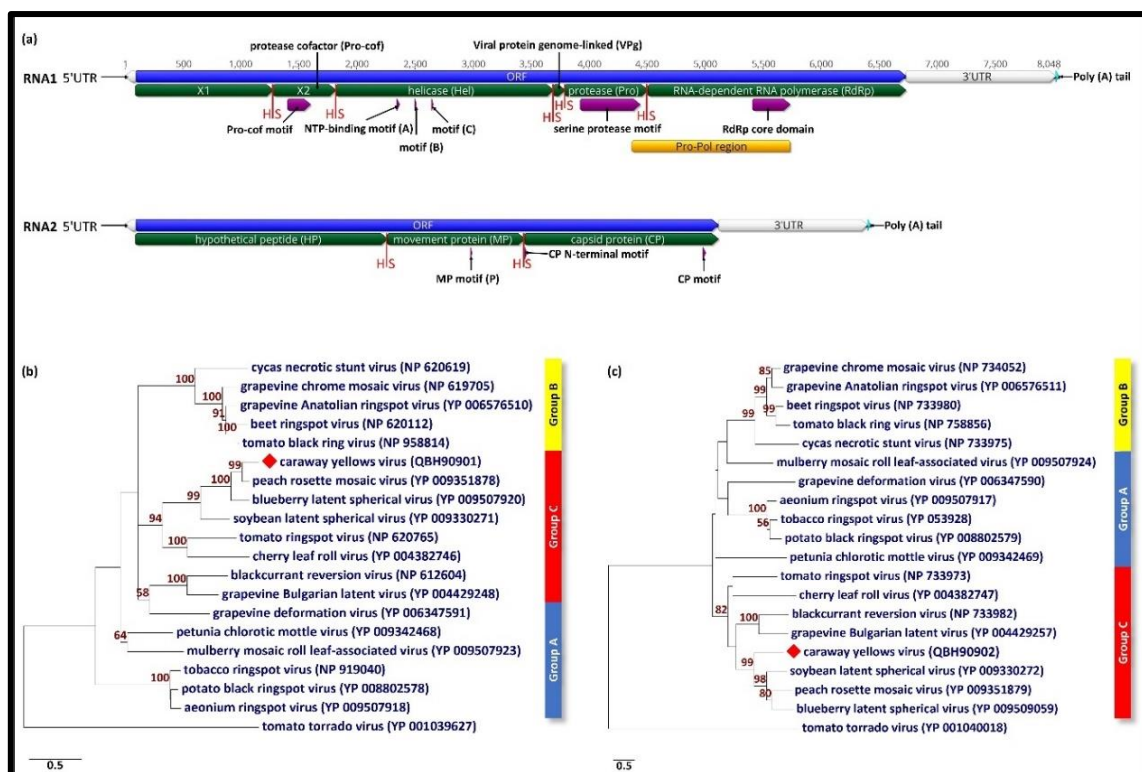 (a)
protease cofactor (Pro-cof)
Viral protein genome-linked (VPg)
1 500 1,000 1,500 2,000 2,500 3,000 3,500 4,000 4,500 5,000 5,500 6,000 6,500 7,000 7,500 8,048
RNA1 5'UTR ORF 3'UTR Poly (A) tail
X1 X2 helicase (Hel) protease (Pro) RNA-dependent RNA polymerase (RdRp)
H|S H|S H|S H|S H|S
Pro-cof motif NTP-binding motif (A) motif (C) serine protease motif RdRp core domain
motif (B)
Pro-Pol region
RNA2 5'UTR ORF 3'UTR Poly (A) tail
hypothetical peptide (HP) movement protein (MP) capsid protein (CP)
H|S H|S CP N-terminal motif
MP motif (P) CP motif
(b)
cycas necrotic stunt virus (NP 620619)
100
grapevine chrome mosaic virus (NP 619705)
100
grapevine Anatolian ringspot virus (YP 006576510)
91
beet ringspot virus (NP 620112)
100
tomato black ring virus (NP 958814)
caraway yellows virus (QBH90901)
99
peach rosette mosaic virus (YP 009351878)
100
blueberry latent spherical virus (YP 009507920)
99
soybean latent spherical virus (YP 009330271)
94
tomato ringspot virus (NP 620765)
100
cherry leaf roll virus (YP 004382746)
blackcurrant reversion virus (NP 612604)
100
grapevine Bulgarian latent virus (YP 004429248)
58
grapevine deformation virus (YP 006347591)
petunia chlorotic mottle virus (YP 009342468)
64
mulberry mosaic roll leaf-associated virus (YP 009507923)
tobacco ringspot virus (NP 919040)
100
potato black ringspot virus (YP 008802578)
aeonium ringspot virus (YP 009507918)
tomato torrado virus (YP 001039627)
Group B
Group C
Group A
0.5
(c)
grapevine chrome mosaic virus (NP 734052)
85
grapevine Anatolian ringspot virus (YP 006576511)
99
beet ringspot virus (NP 733980)
99
tomato black ring virus (NP 758856)
99
cycas necrotic stunt virus (NP 733975)
mulberry mosaic roll leaf-associated virus (YP 009507924)
grapevine deformation virus (YP 006347590)
aeonium ringspot virus (YP 009507917)
100
tobacco ringspot virus (YP 053928)
56
potato black ringspot virus (YP 008802579)
petunia chlorotic mottle virus (YP 009342469)
tomato ringspot virus (NP 733973)
cherry leaf roll virus (YP 004382747)
82
blackcurrant reversion virus (NP 733982)
100
grapevine Bulgarian latent virus (YP 004429257)
caraway yellows virus (QBH90902)
99
soybean latent spherical virus (YP 009330272)
98
peach rosette mosaic virus (YP 009351879)
80
blueberry latent spherical virus (YP 009509059)
tomato torrado virus (YP 001040018)
Group B
Group A
Group C
0.5